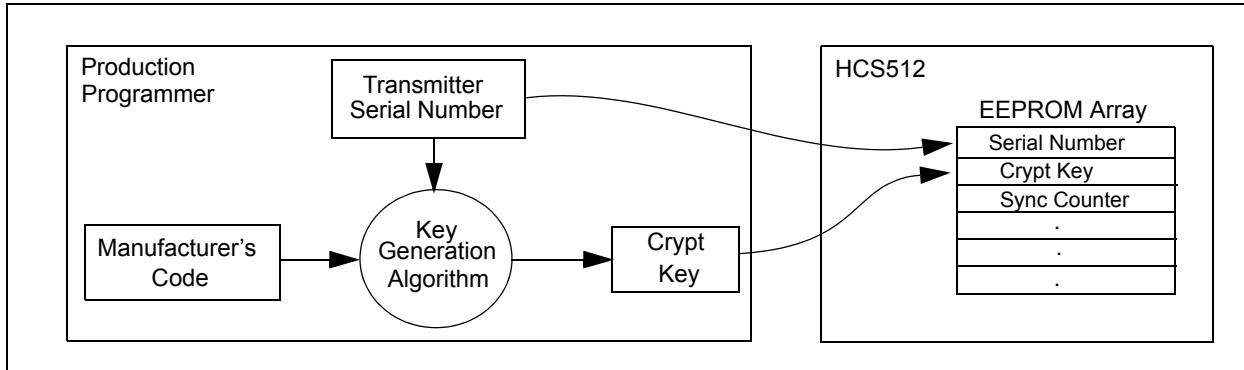 Production
Programmer
Transmitter
Serial Number
Manufacturer's
Code
Key
Generation
Algorithm
Crypt
Key
HCS512
EEPROM Array
Serial Number
Crypt Key
Sync Counter
.
.
.